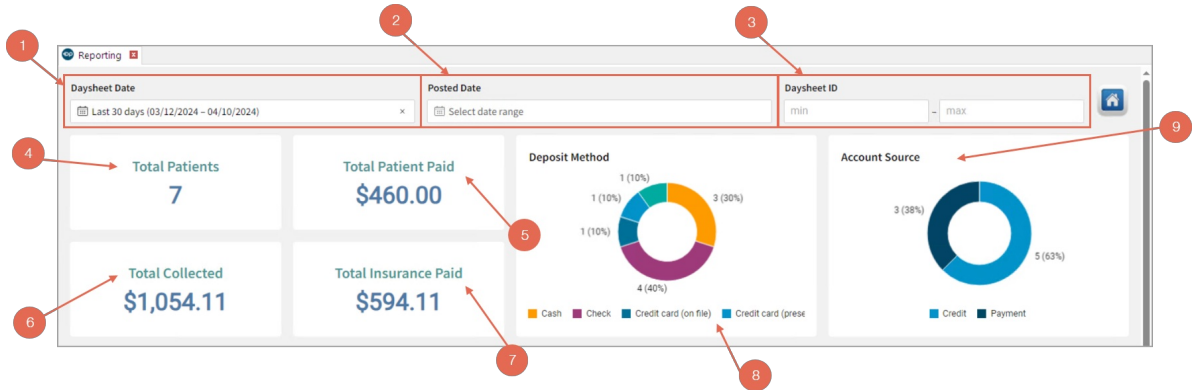 1
2
3
Reporting
Daysheet Date
Posted Date
Daysheet ID
Last 30 days (03/12/2024 – 04/10/2024)
×
Select date range
min
–
max
4
Total Patients
7
Total Patient Paid
$460.00
5
Total Collected
$1,054.11
6
Total Insurance Paid
$594.11
7
Deposit Method
1 (10%)
1 (10%)
3 (30%)
1 (10%)
4 (40%)
Cash
Check
Credit card (on file)
Credit card (prese
8
Account Source
9
3 (38%)
5 (63%)
Credit
Payment